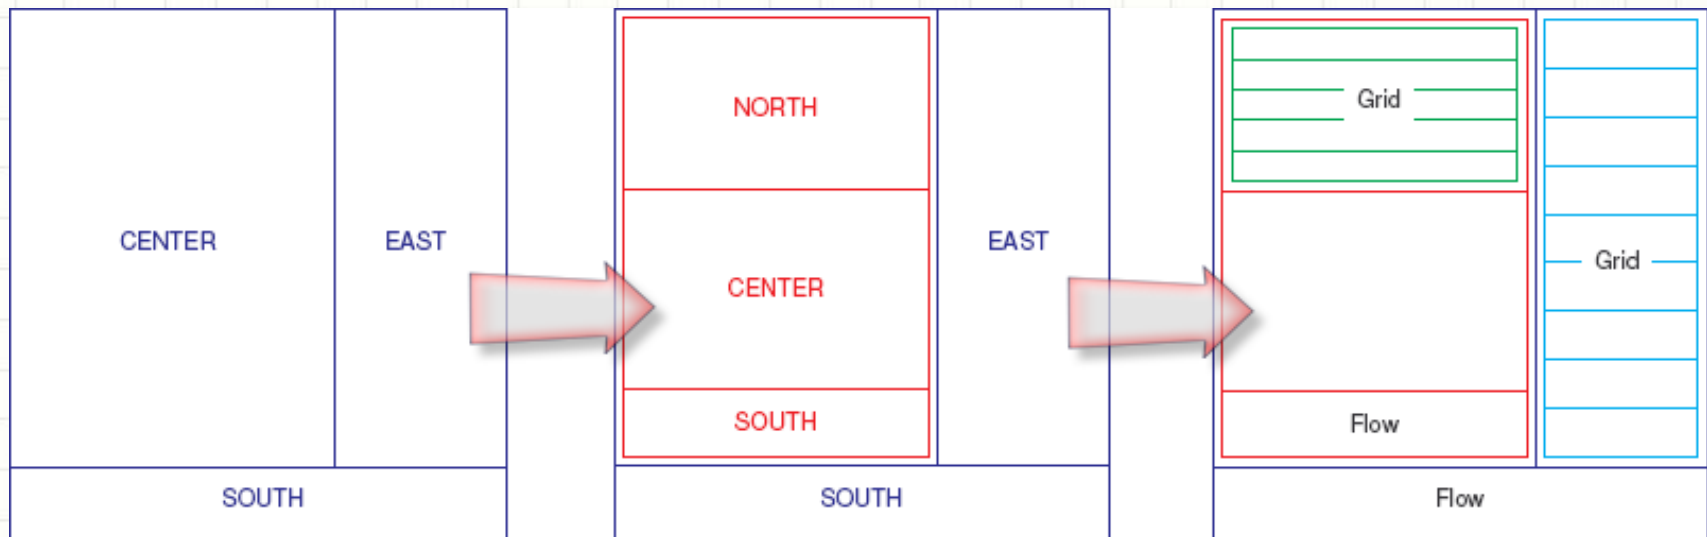 CENTER
EAST
SOUTH
NORTH
CENTER
SOUTH
EAST
SOUTH
Grid
Flow
Grid
Flow